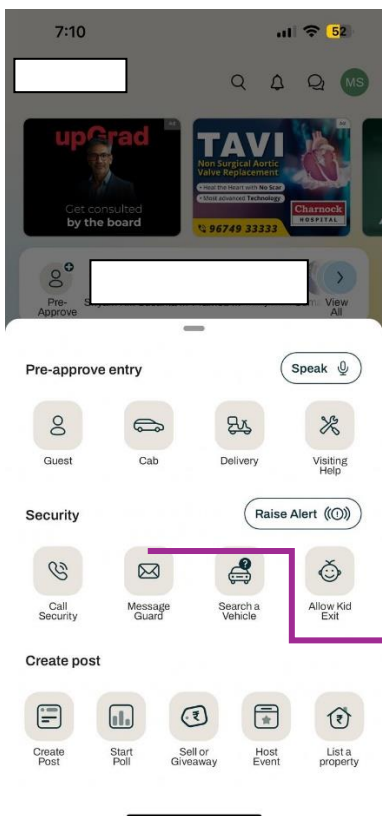 7:10
52
MS
Ad
upGrad
Get consulted
by the board
Ad
TAVI
Non Surgical Aortic
Valve Replacement
• Heal the Heart with No Scar
• Most advanced Technology
96749 33333
Charnock
HOSPITAL
Pre-
Approve
View
All
Pre-approve entry
Speak
Guest
Cab
Delivery
Visiting
Help
Security
Raise Alert
Call
Security
Message
Guard
Search a
Vehicle
Allow Kid
Exit
Create post
Create
Post
Start
Poll
Sell or
Giveaway
Host
Event
List a
property